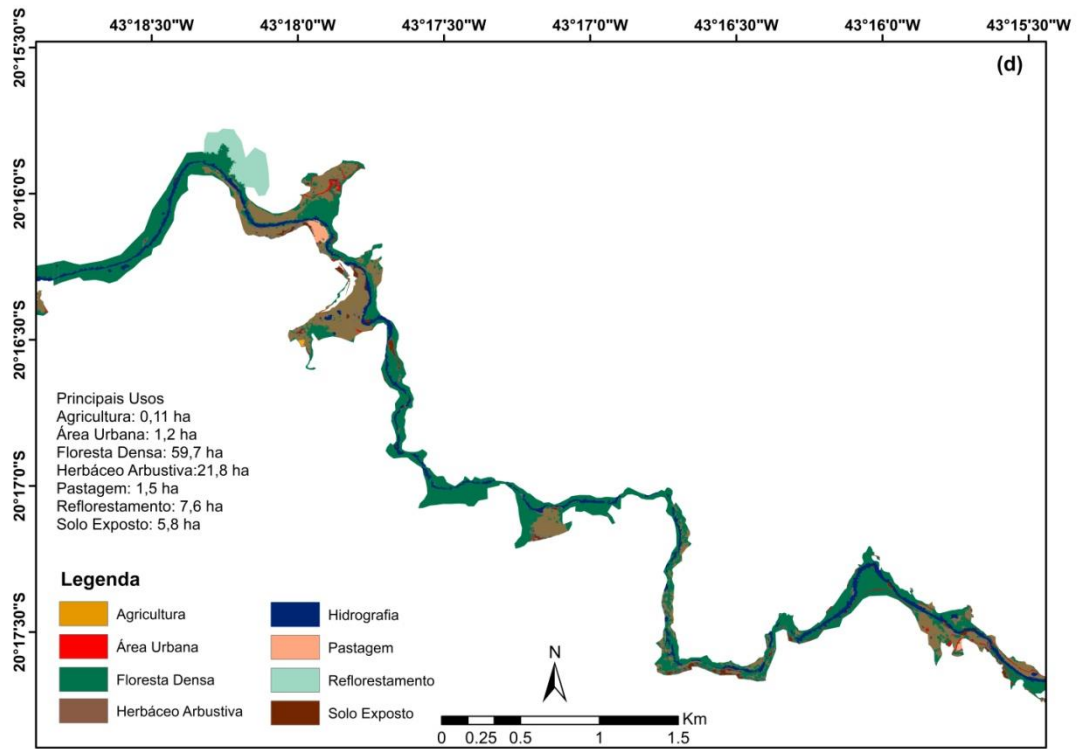 43°18'30"W 43°18'0"W 43°17'30"W 43°17'0"W 43°16'30"W 43°16'0"W 43°15'30"W
(d)
20°15'30"S
20°16'0"S
20°16'30"S
20°17'0"S
20°17'30"S
Principais Usos
Agricultura: 0,11 ha
Área Urbana: 1,2 ha
Floresta Densa: 59,7 ha
Herbáceo Arbustiva:21,8 ha
Pastagem: 1,5 ha
Reflorestamento: 7,6 ha
Solo Exposto: 5,8 ha
Legenda
Agricultura
Área Urbana
Floresta Densa
Herbáceo Arbustiva
Hidrografia
Pastagem
Reflorestamento
Solo Exposto
N
Km
0 0.25 0.5 1 1.5